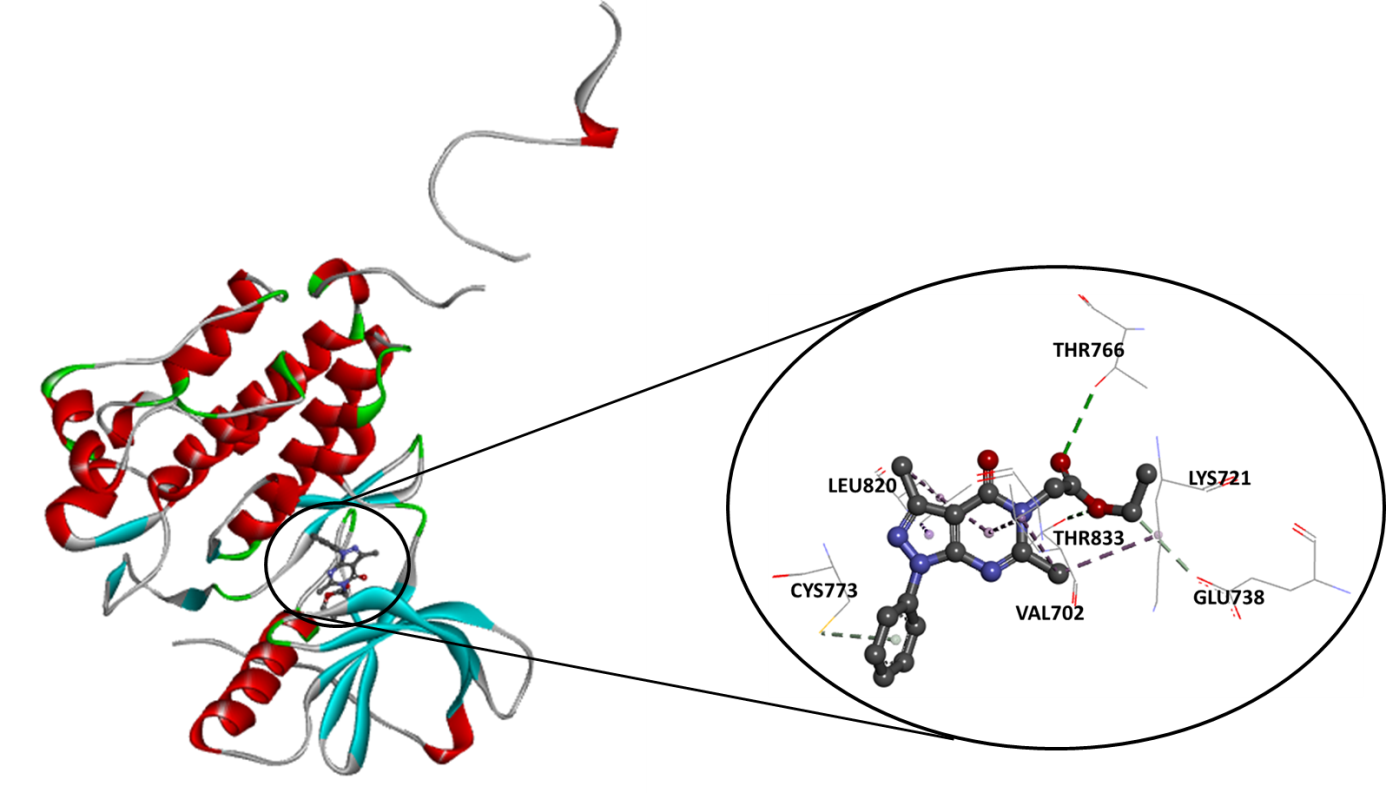 THR766
LEU820
LYS721
THR833
CYS773
GLU738
VAL702